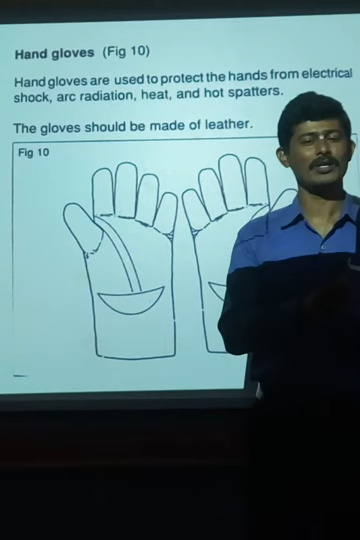 Hand gloves (Fig 10)
Hand gloves are used to protect the hands from electrical
shock, arc radiation, heat, and hot spatters.
The gloves should be made of leather.
Fig 10